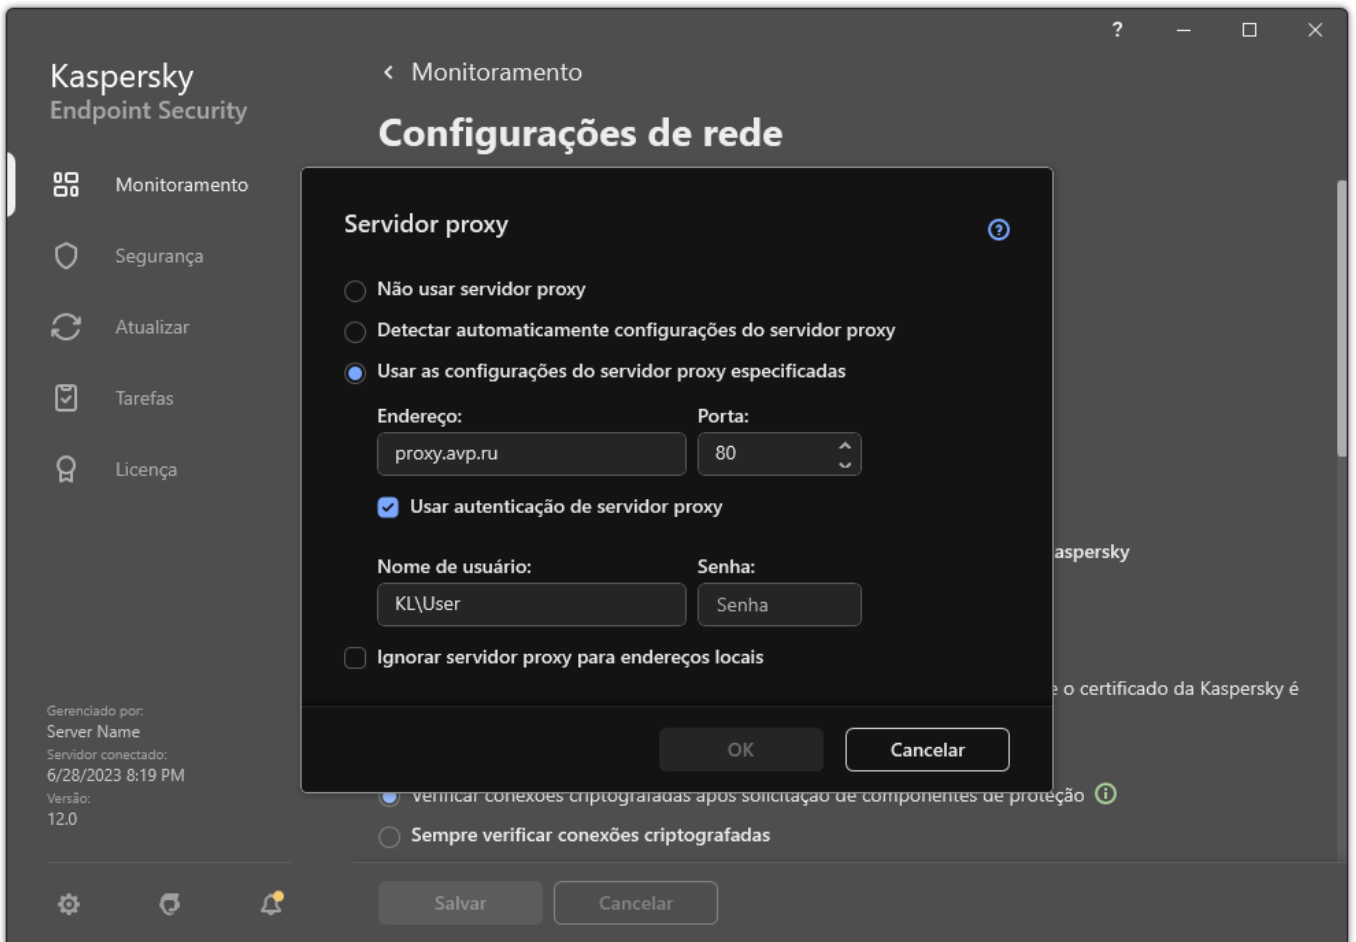 ?
Kaspersky
Endpoint Security
Monitoramento
Configurações de rede
Monitoramento
Segurança
Atualizar
Tarefas
Licença
Servidor proxy
?
Não usar servidor proxy
Detectar automaticamente configurações do servidor proxy
Usar as configurações do servidor proxy especificadas
Endereço: Porta:
proxy.avp.ru 80
Usar autenticação de servidor proxy
Nome de usuário: Senha:
KL\User Senha
Ignorar servidor proxy para endereços locais
OK Cancelar
aspersky
e o certificado da Kaspersky é
Verificar conexões criptografadas após solicitação de componentes de proteção
Sempre verificar conexões criptografadas
Gerenciado por:
Server Name
Servidor conectado:
6/28/2023 8:19 PM
Versão:
12.0
Salvar Cancelar